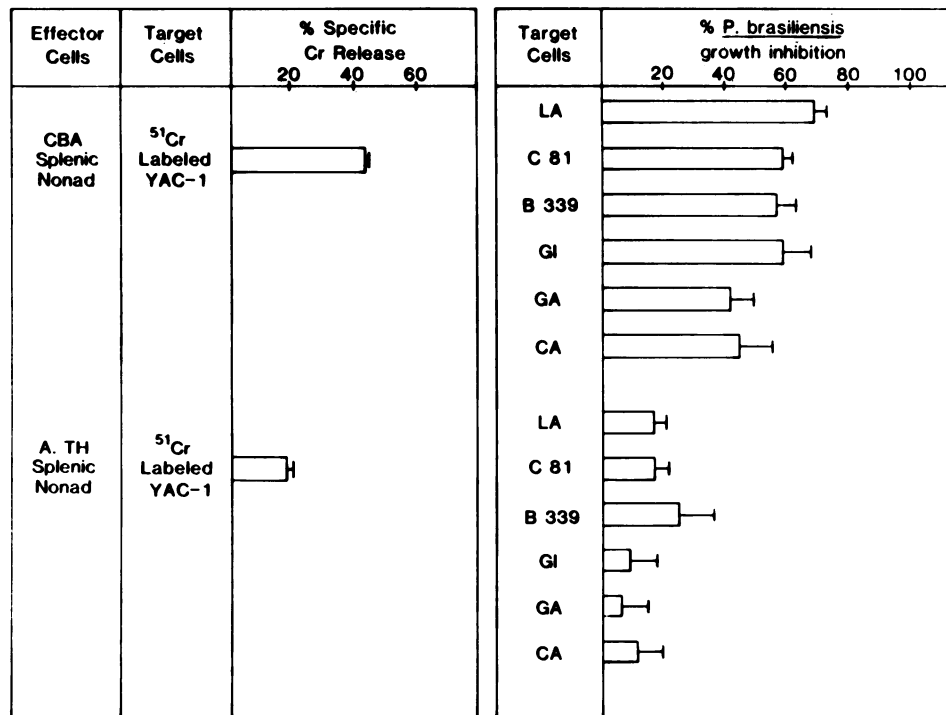 Effector
Cells
Target
Cells
% Specific
Cr Release
20 40 60
CBA
Splenic
Nonad
51Cr
Labeled
YAC-1
A. TH
Splenic
Nonad
51Cr
Labeled
YAC-1
Target
Cells
% P. brasiliensis
growth inhibition
20 40 60 80 100
LA
C 81
B 339
GI
GA
CA
LA
C 81
B 339
GI
GA
CA